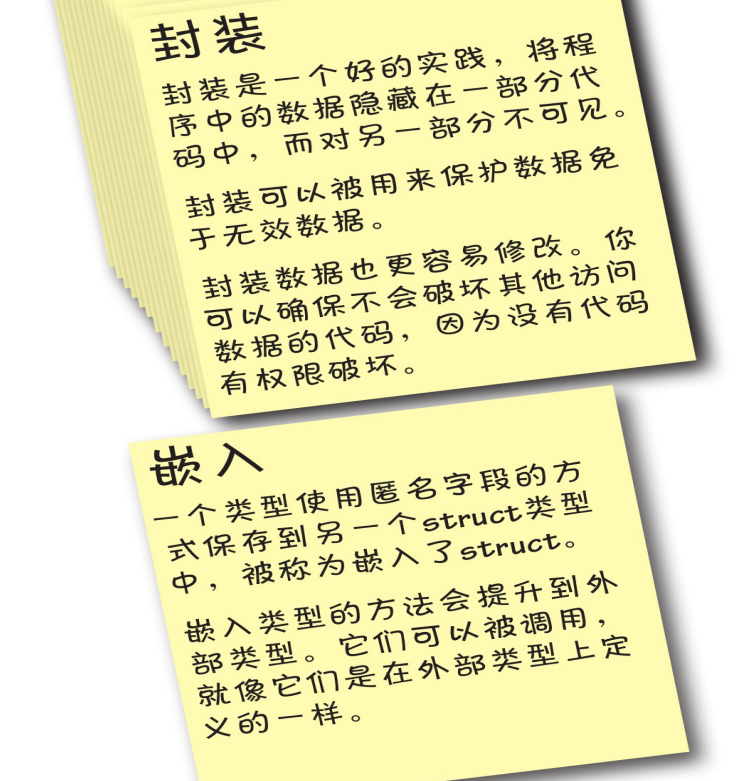 封装
封装是一个好的实践，将程
序中的数据隐藏在一部分代
码中，而对另一部分不可见。
封装可以被用来保护数据免
于无效数据。
封装数据也更容易修改。你
可以确保不会破坏其他访问
数据的代码，因为没有代码
有权限破坏。
嵌入
一个类型使用匿名字段的方
式保存到另一个struct类型
中，被称为嵌入了struct。
嵌入类型的方法会提升到外
部类型。它们可以被调用，
就像它们是在外部类型上定
义的一样。